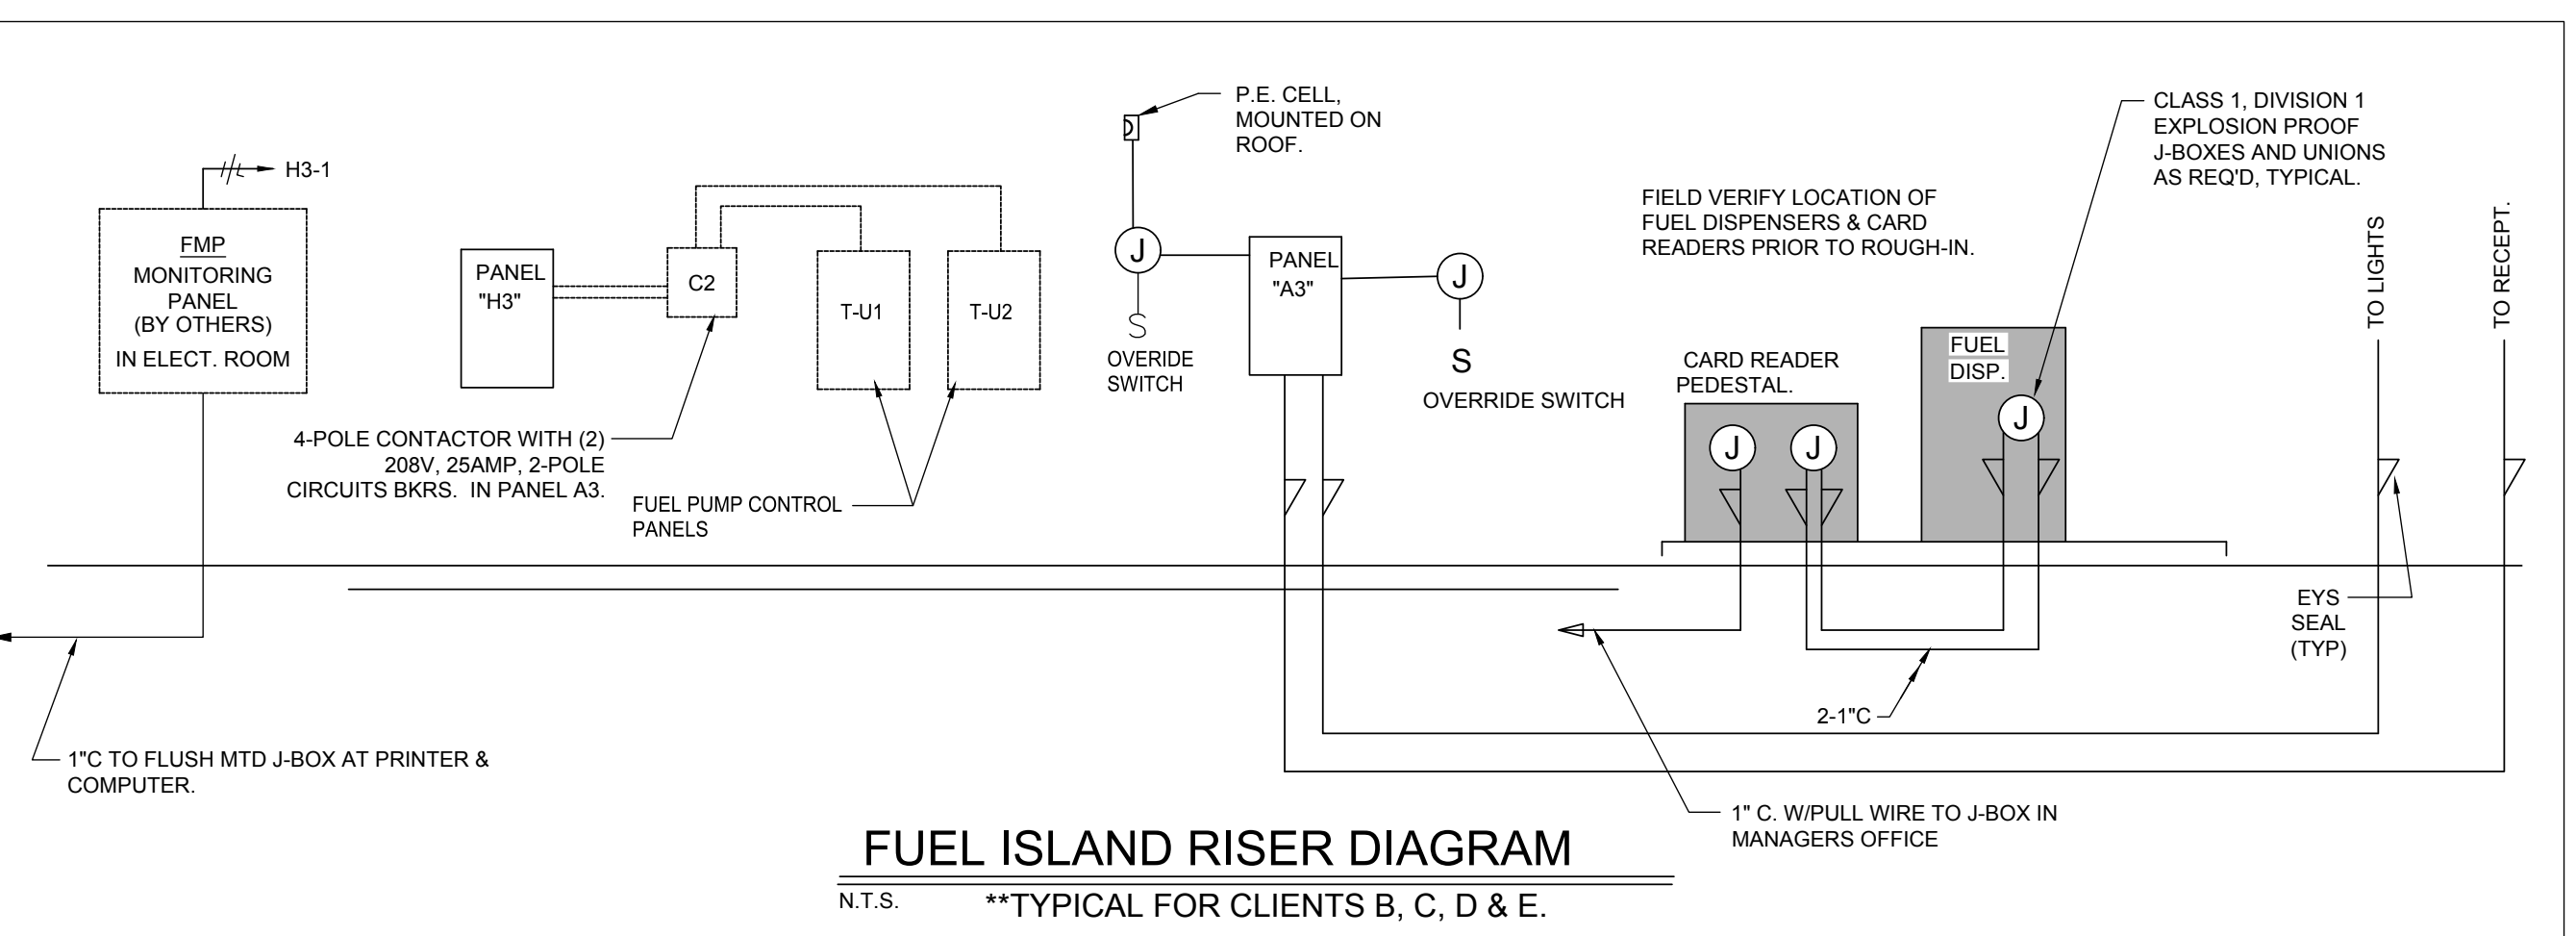 P.E. CELL,
MOUNTED ON
ROOF.
CLASS 1, DIVISION 1
EXPLOSION PROOF
J-BOXES AND UNIONS
AS REQ'D, TYPICAL.
H3-1
FMP
MONITORING
PANEL
(BY OTHERS)
IN ELECT. ROOM
PANEL
"H3"
C2
T-U1
T-U2
J
S
OVERIDE
SWITCH
PANEL
"A3"
J
S
OVERRIDE SWITCH
FIELD VERIFY LOCATION OF
FUEL DISPENSERS & CARD
READERS PRIOR TO ROUGH-IN.
TO LIGHTS
TO RECEPT.
CARD READER
PEDESTAL.
J
J
FUEL
DISP.
J
4-POLE CONTACTOR WITH (2)
208V, 25AMP, 2-POLE
CIRCUITS BKRS. IN PANEL A3.
FUEL PUMP CONTROL
PANELS
EYS
SEAL
(TYP)
2-1"C
1"C TO FLUSH MTD J-BOX AT PRINTER &
COMPUTER.
1" C. W/PULL WIRE TO J-BOX IN
MANAGERS OFFICE
FUEL ISLAND RISER DIAGRAM
N.T.S.
**TYPICAL FOR CLIENTS B, C, D & E.